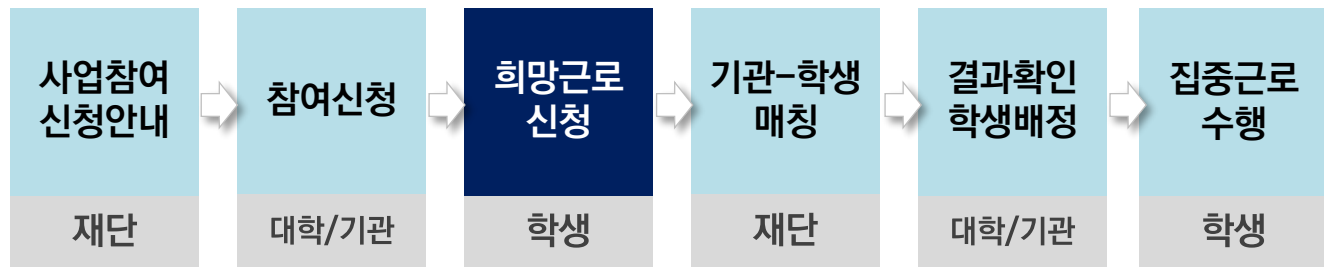 사업참여
신청안내
재단
참여신청
대학/기관
희망근로
신청
학생
기관-학생
매칭
재단
결과확인
학생배정
대학/기관
집중근로
수행
학생